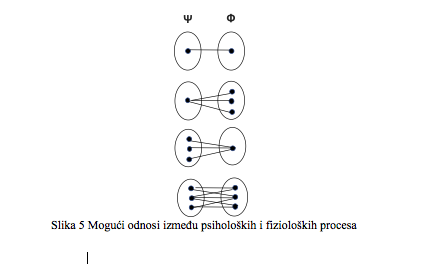 Ψ Φ
Slika 5 Mogući odnosi između psiholoških i fizioloških procesa